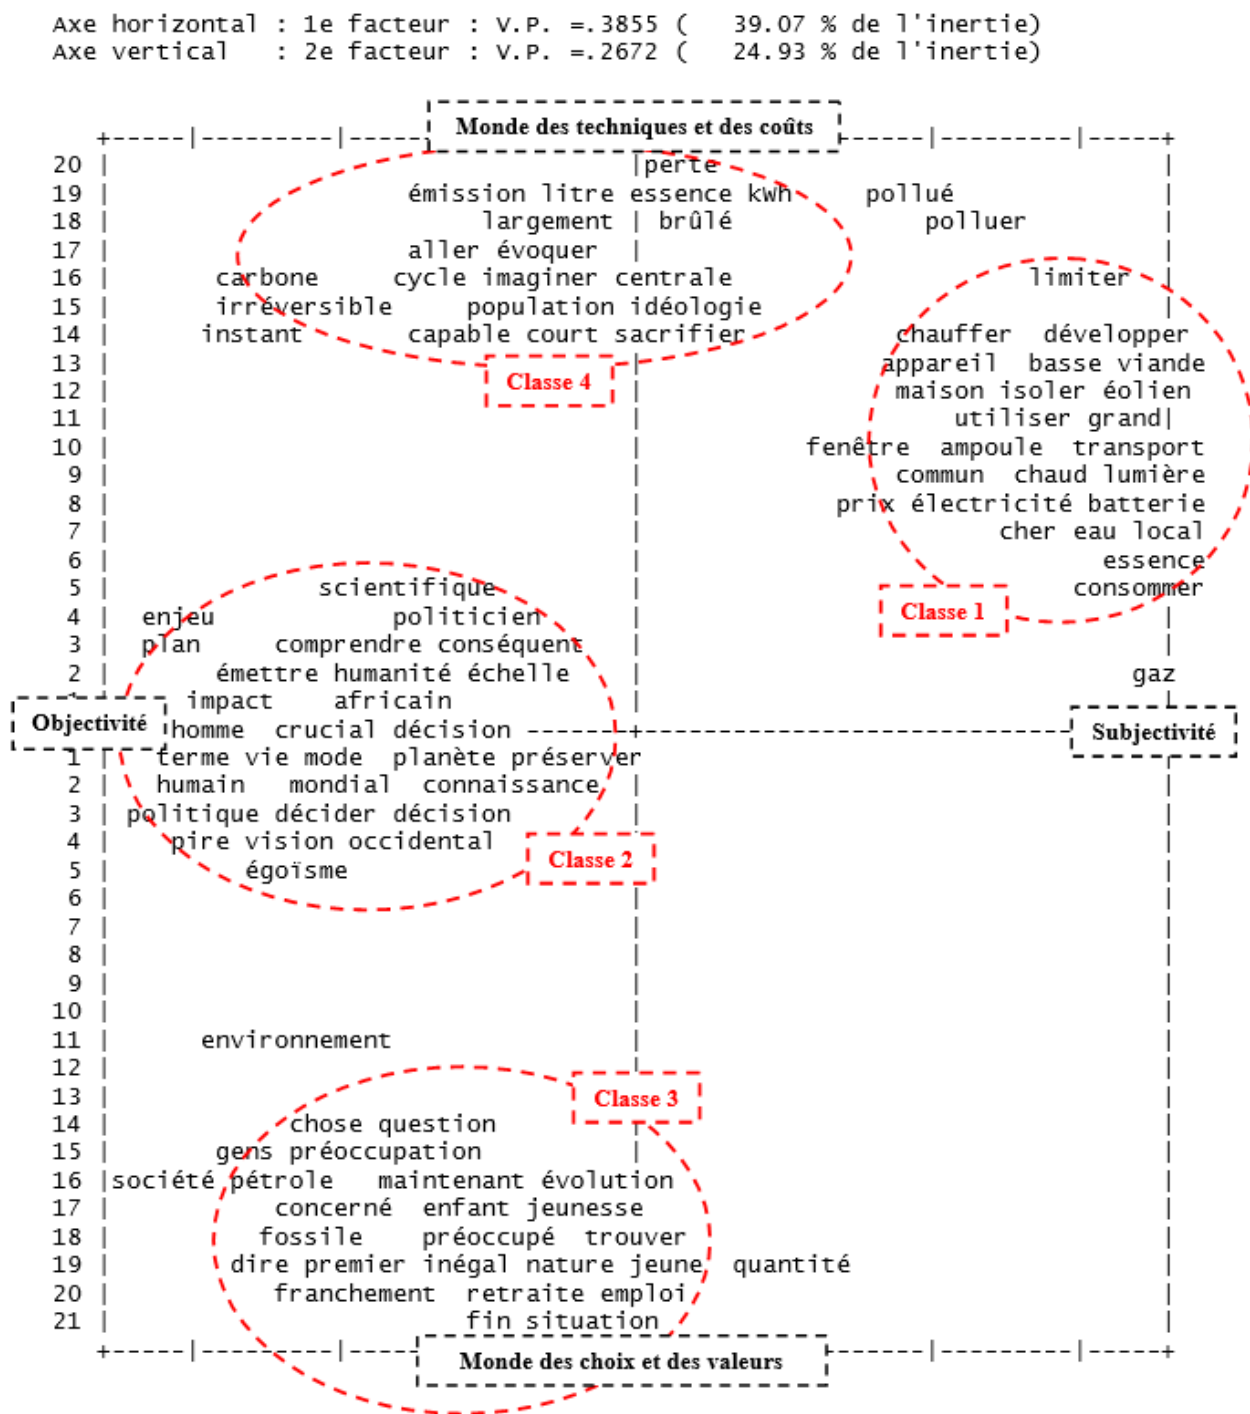 Axe horizontal : 1e facteur : V.P. =.3855 ( 39.07 % de l'inertie)
Axe vertical : 2e facteur : V.P. =.2672 ( 24.93 % de l'inertie)
Monde des techniques et des coûts
20 perte
19 émission litre essence kwh pollué
18 largement brûlé polluer
17 aller évoquer
16 carbone cycle imaginer centrale limiter
15 irréversible population idéologie
14 instant capable court sacrifier chauffer développer
13 appareil basse viande
Classe 4
12 maison isoler éolien
11 utiliser grand
10 fenêtre ampoule transport
9 commun chaud lumière
8 prix électricité batterie
7 cher eau local
6 essence
5 scientifique consommer
Classe 1
4 enjeu politicien
3 plan comprendre conséquent
2 émettre humanité échelle gaz
impact africain
Objectivité homme crucial décision Subjectivité
1 terme vie mode planète préserver
2 humain mondial connaissance
3 politique décider décision
4 pire vision occidental
Classe 2
5 égoïsme
6
7
8
9
10
11 environnement
12
13
Classe 3
14 chose question
15 gens préoccupation
16 société pétrole maintenant évolution
17 concerné enfant jeunesse
18 fossile préoccupé trouver
19 dire premier inégal nature jeune quantité
20 franchement retraite emploi
21 fin situation
Monde des choix et des valeurs